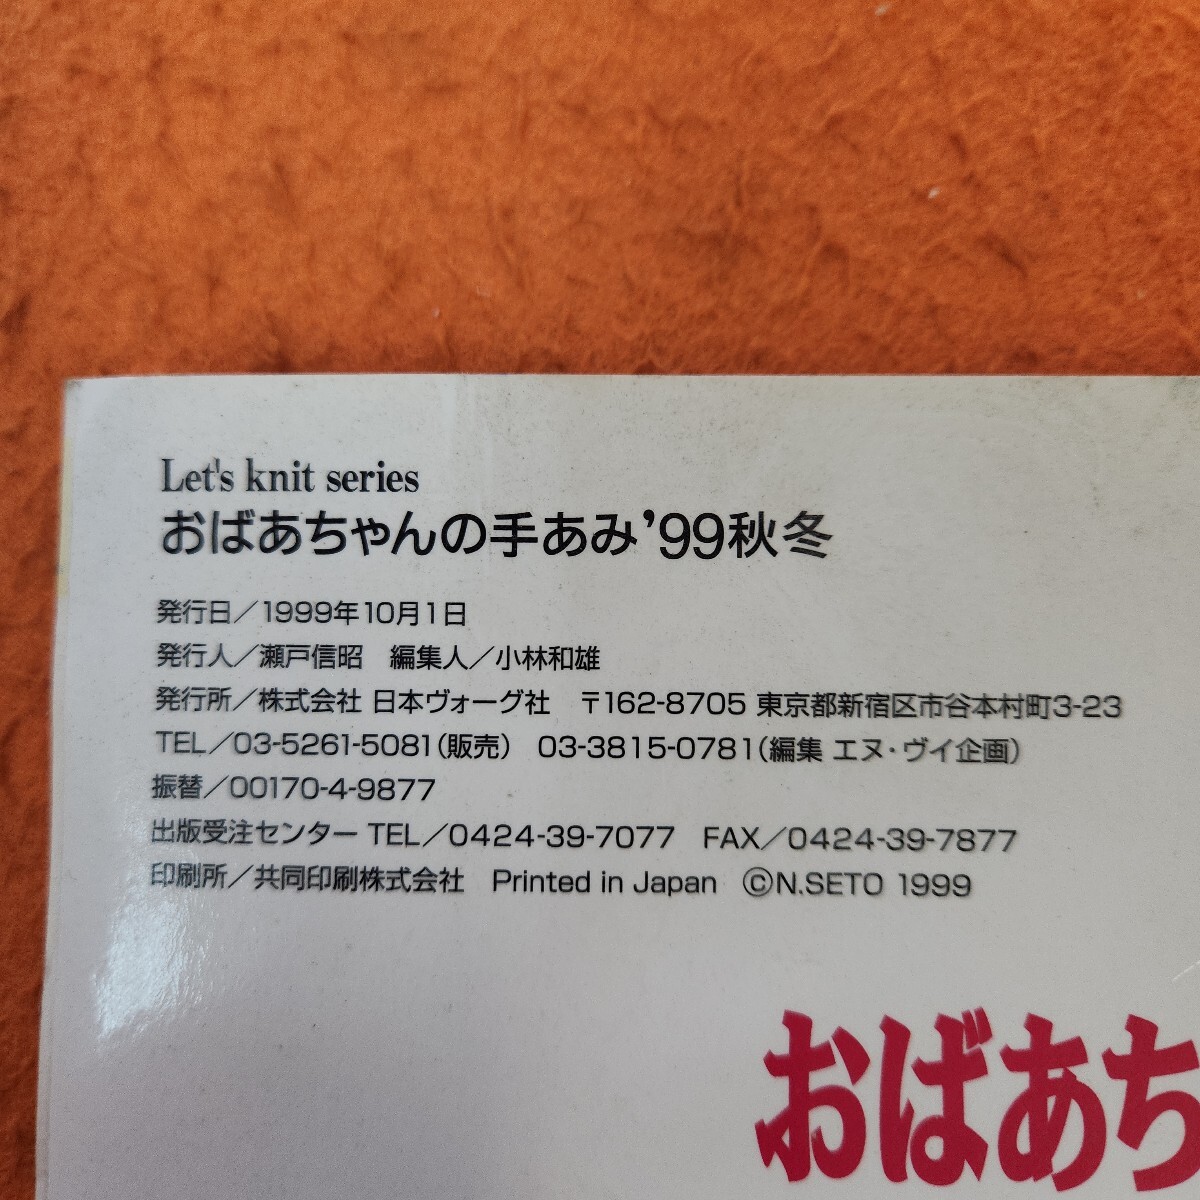 Let's knit series
おばあちゃんの手あみ’99秋冬
発行日／1999年10月1日
発行人／瀬戸信昭　編集人／小林和雄
発行所／株式会社 日本ヴォーグ社　〒162-8705 東京都新宿区市谷本村町3-23
TEL／03-5261-5081（販売）　03-3815-0781（編集 エヌ・ヴイ企画）
振替／00170-4-9877
出版受注センター TEL／0424-39-7077　FAX／0424-39-7877
印刷所／共同印刷株式会社　Printed in Japan　©N.SETO 1999
おばあち